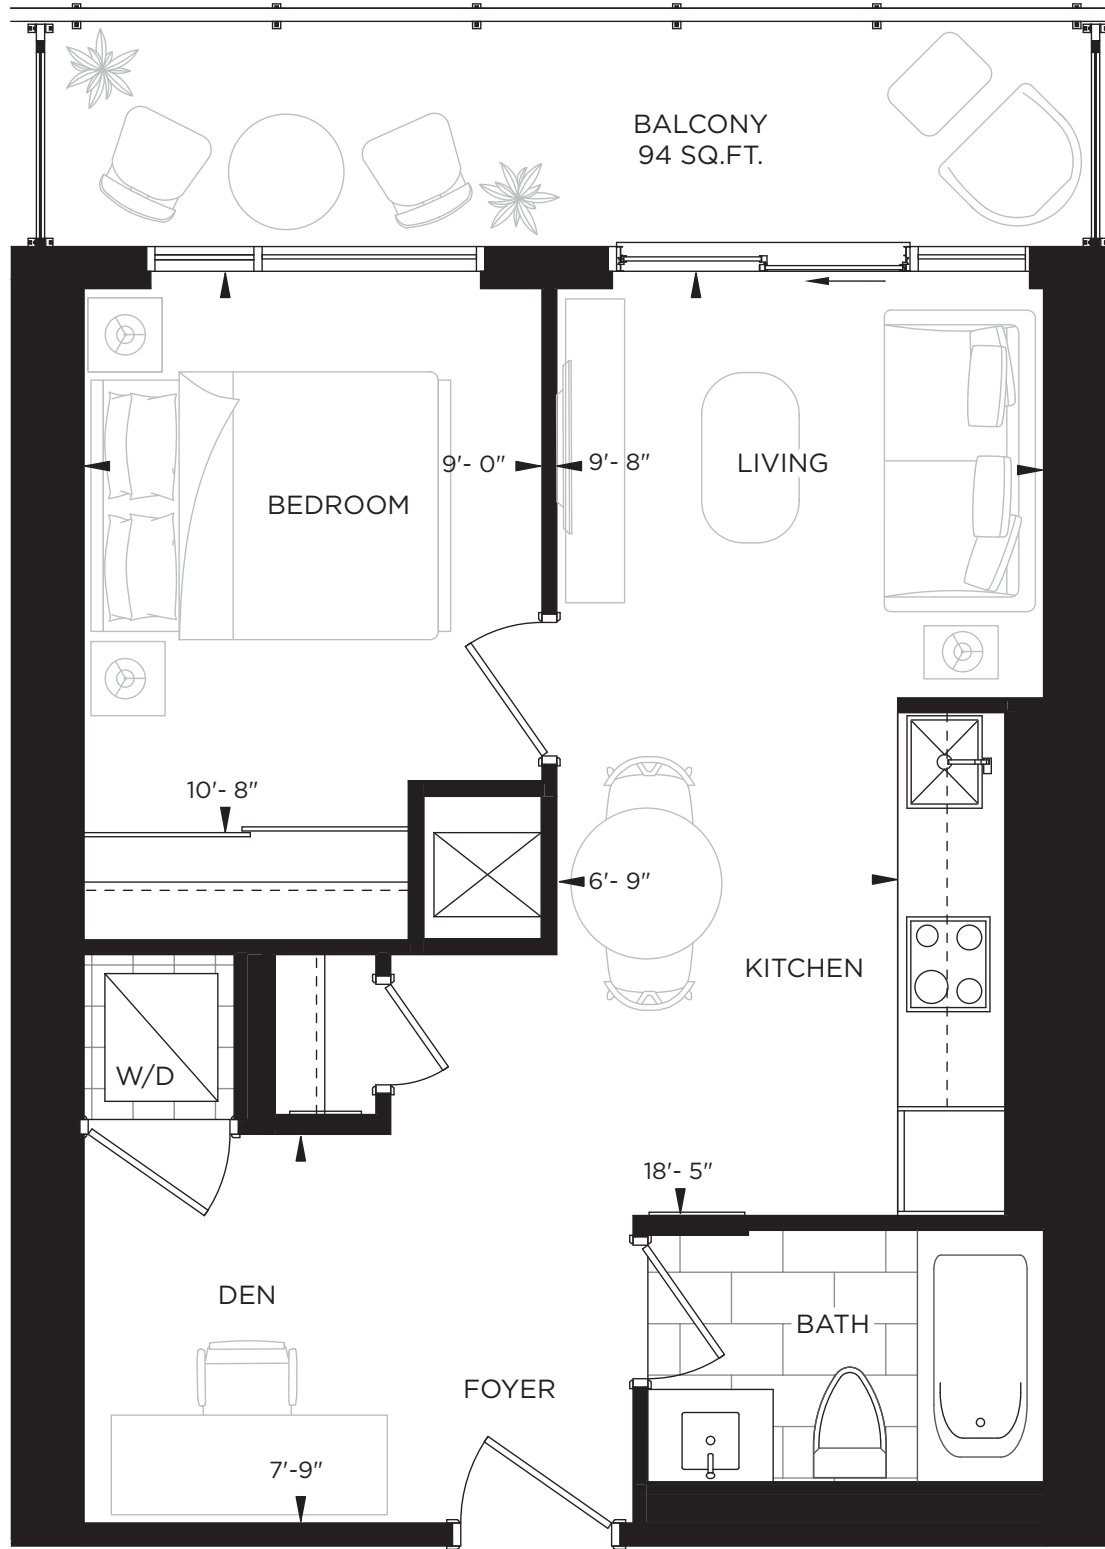 BALCONY
94 SQ.FT.
9'- 0"
9'- 8"
LIVING
BEDROOM
10'- 8"
6'- 9"
KITCHEN
W/D
18'- 5"
DEN
BATH
FOYER
7'-9"